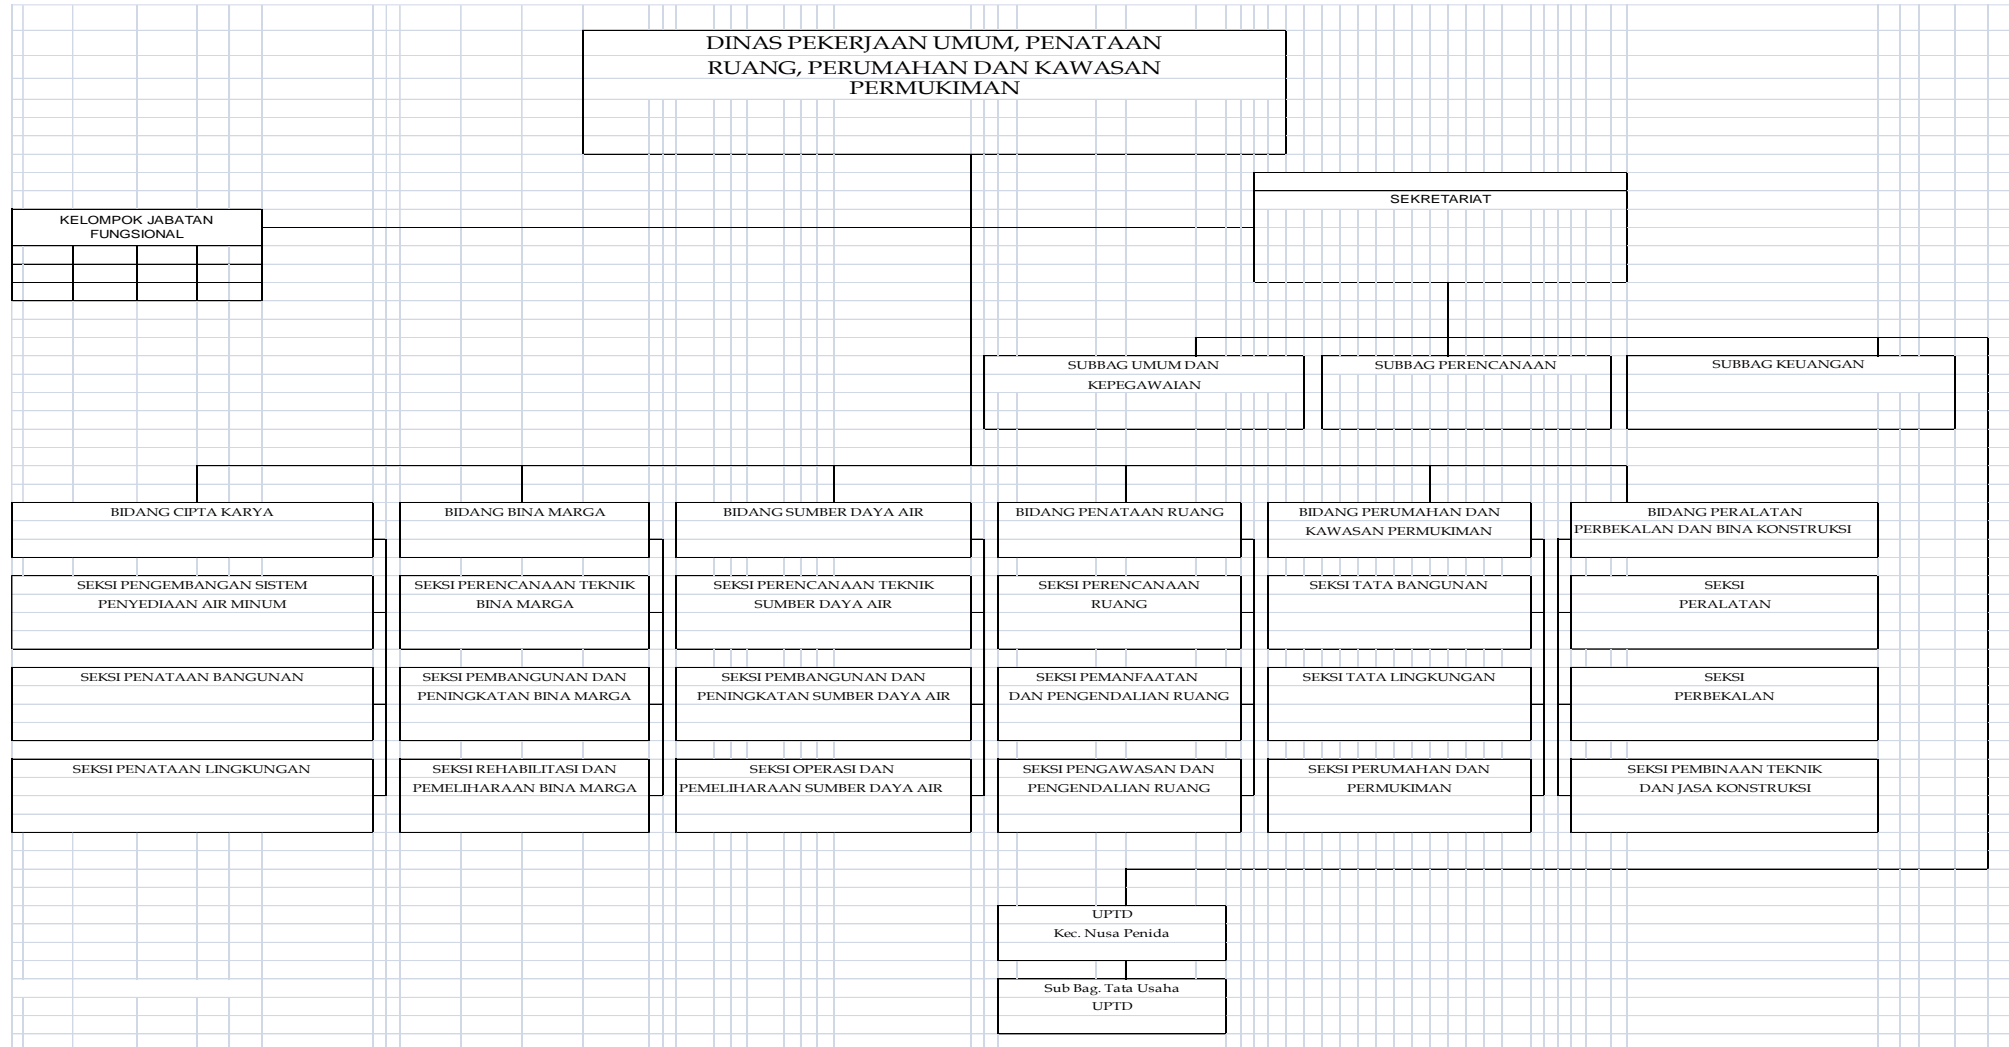 DINAS PEKERJAAN UMUM, PENATAAN
RUANG, PERUMAHAN DAN KAWASAN
PERMUKIMAN
SEKRETARIAT
KELOMPOK JABATAN
FUNGSIONAL
SUBBAG UMUM DAN
KEPEGAWAIAN
SUBBAG PERENCANAAN
SUBBAG KEUANGAN
BIDANG CIPTA KARYA
BIDANG BINA MARGA
BIDANG SUMBER DAYA AIR
BIDANG PENATAAN RUANG
BIDANG PERUMAHAN DAN
KAWASAN PERMUKIMAN
BIDANG PERALATAN
PERBEKALAN DAN BINA KONSTRUKSI
SEKSI PENGEMBANGAN SISTEM
PENYEDIAAN AIR MINUM
SEKSI PERENCANAAN TEKNIK
BINA MARGA
SEKSI PERENCANAAN TEKNIK
SUMBER DAYA AIR
SEKSI PERENCANAAN
RUANG
SEKSI TATA BANGUNAN
SEKSI
PERALATAN
SEKSI PENATAAN BANGUNAN
SEKSI PEMBANGUNAN DAN
PENINGKATAN BINA MARGA
SEKSI PEMBANGUNAN DAN
PENINGKATAN SUMBER DAYA AIR
SEKSI PEMANFAATAN
DAN PENGENDALIAN RUANG
SEKSI TATA LINGKUNGAN
SEKSI
PERBEKALAN
SEKSI PENATAAN LINGKUNGAN
SEKSI REHABILITASI DAN
PEMELIHARAAN BINA MARGA
SEKSI OPERASI DAN
PEMELIHARAAN SUMBER DAYA AIR
SEKSI PENGAWASAN DAN
PENGENDALIAN RUANG
SEKSI PERUMAHAN DAN
PERMUKIMAN
SEKSI PEMBINAAN TEKNIK
DAN JASA KONSTRUKSI
UPTD
Kec. Nusa Penida
Sub Bag. Tata Usaha
UPTD